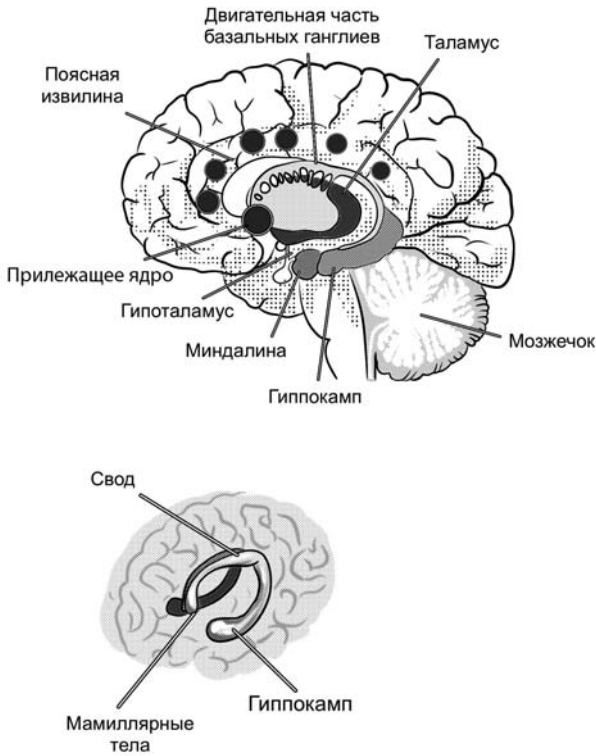 Двигательная часть
базальных ганглиев
Таламус
Поясная
извилина
Прилежащее ядро
Гипоталамус
Миндалина
Гиппокамп
Мозжечок
Свод
Гиппокамп
Мамиллярные
тела